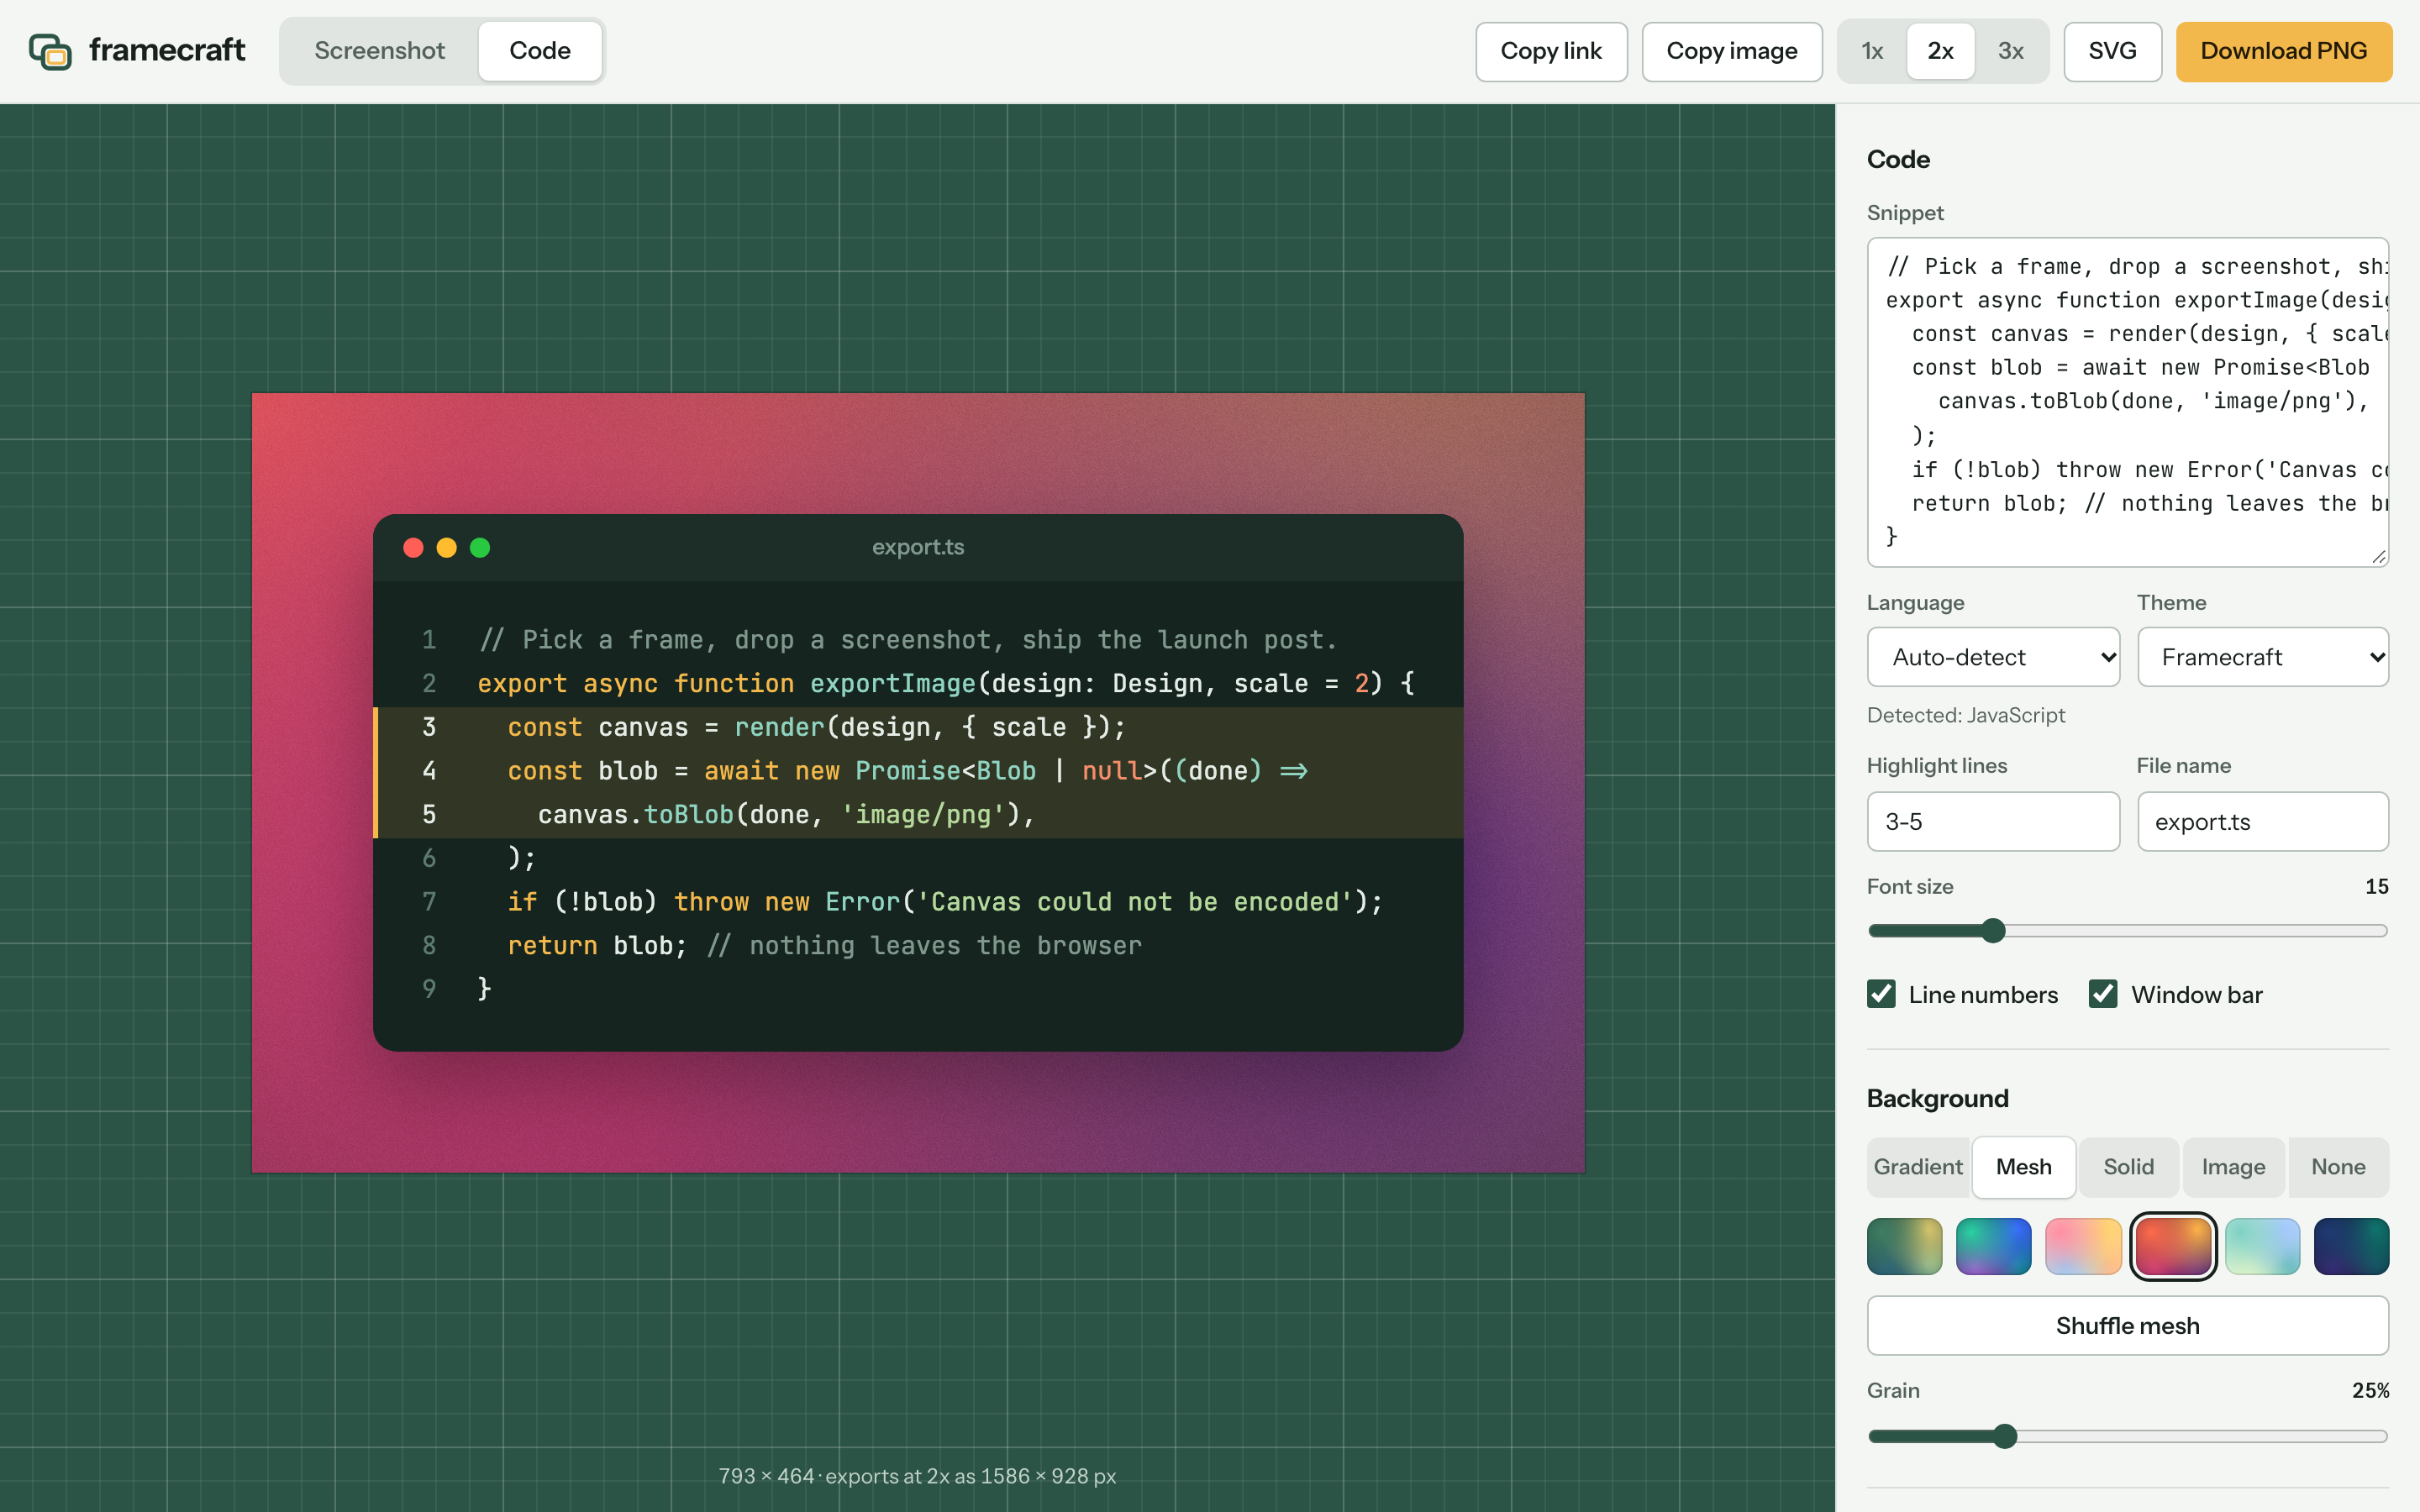 framecraft
Screenshot
Code
Copy link
Copy image
1x
2x
3x
SVG
Download PNG
export.ts
1 // Pick a frame, drop a screenshot, ship the launch post.
2 export async function exportImage(design: Design, scale = 2) {
3   const canvas = render(design, { scale });
4   const blob = await new Promise<Blob | null>((done) =>
5     canvas.toBlob(done, 'image/png'),
6   );
7   if (!blob) throw new Error('Canvas could not be encoded');
8   return blob; // nothing leaves the browser
9 }
793 × 464 · exports at 2x as 1586 × 928 px
Code
Snippet
// Pick a frame, drop a screenshot, shi
export async function exportImage(desig
  const canvas = render(design, { scale
  const blob = await new Promise<Blob
    canvas.toBlob(done, 'image/png'),
  );
  if (!blob) throw new Error('Canvas co
  return blob; // nothing leaves the br
}
Language
Theme
Auto-detect
Framecraft
Detected: JavaScript
Highlight lines
File name
3-5
export.ts
Font size
15
Line numbers
Window bar
Background
Gradient
Mesh
Solid
Image
None
Shuffle mesh
Grain
25%